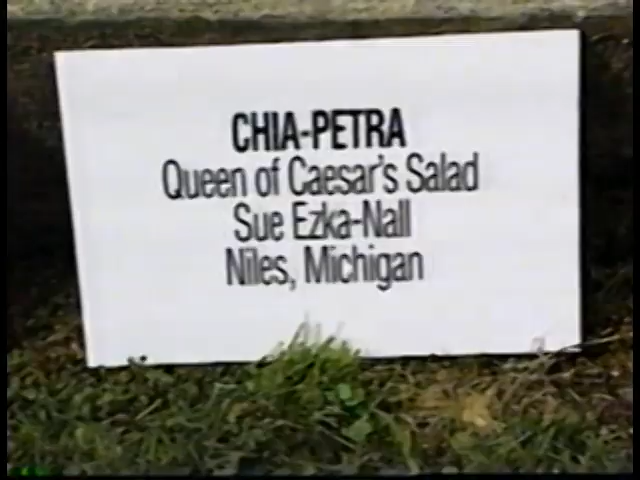 CHIA-PETRA
Queen of Caesar's Salad
Sue Ezka-Nall
Niles, Michigan